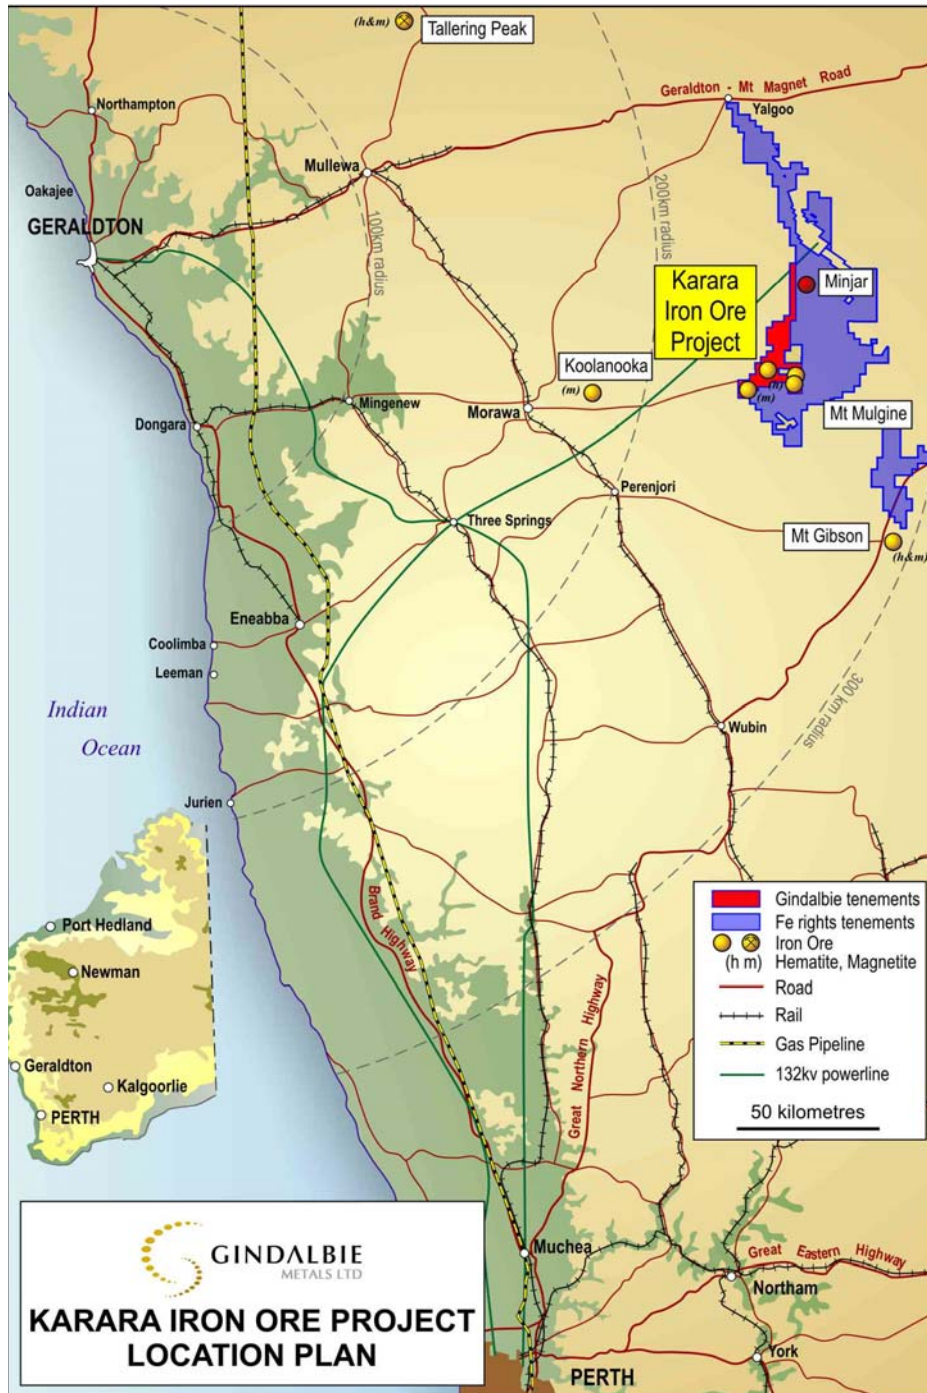 (h&m)
Tallering Peak
Geraldton - Mt Magnet Road
Yalgoo
Northampton
Mullewa
Oakajee
GERALDTON
100km radius
200km radius
Karara
Iron Ore
Project
Minjar
Koolanooka
(m)
(h)
(m)
Mingenew
Morawa
Mt Mulgine
Dongara
Perenjori
Three Springs
Mt Gibson
(h&m)
Eneabba
Coolimba
Leeman
300 km radius
Indian
Ocean
Wubin
Jurien
Brand Highway
Great Northern Highway
Port Hedland
Newman
Geraldton
Kalgoorlie
PERTH
Gindalbie tenements
Fe rights tenements
Iron Ore
(h m) Hematite, Magnetite
Road
Rail
Gas Pipeline
132kv powerline
50 kilometres
Muchea
Great Eastern Highway
Northam
York
PERTH
GINDALBIE
METALS LTD
KARARA IRON ORE PROJECT
LOCATION PLAN